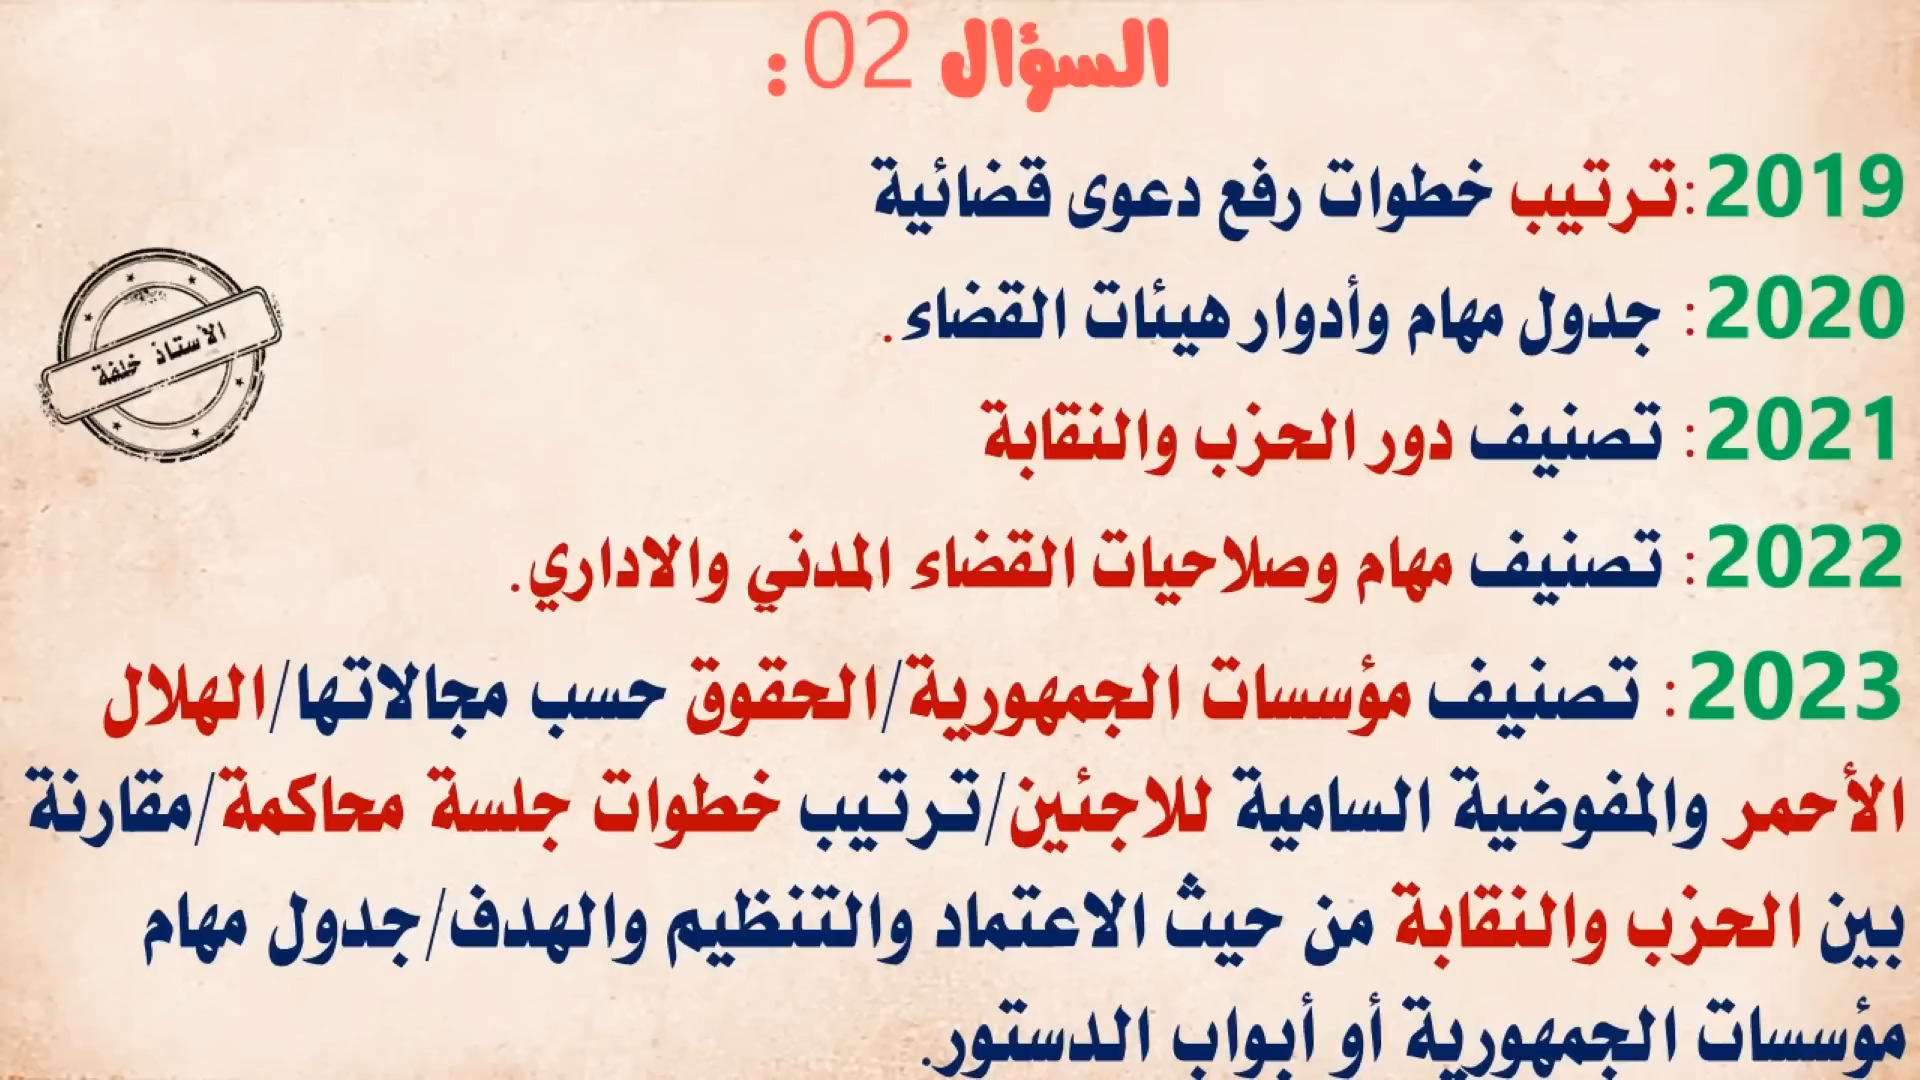 السؤال 02:
2019: ترتيب خطوات رفع دعوى قضائية
2020: جدول مهام وأدوار هيئات القضاء.
الأستاذ خلفة
2021: تصنيف دور الحزب والنقابة
2022: تصنيف مهام وصلاحيات القضاء المدني والاداري.
2023: تصنيف مؤسسات الجمهورية/الحقوق حسب مجالاتها/الهلال
الأحمر والمفوضية السامية للاجئين/ترتيب خطوات جلسة محاكمة/مقارنة
بين الحزب والنقابة من حيث الاعتماد والتنظيم والهدف/جدول مهام
مؤسسات الجمهورية أو أبواب الدستور.